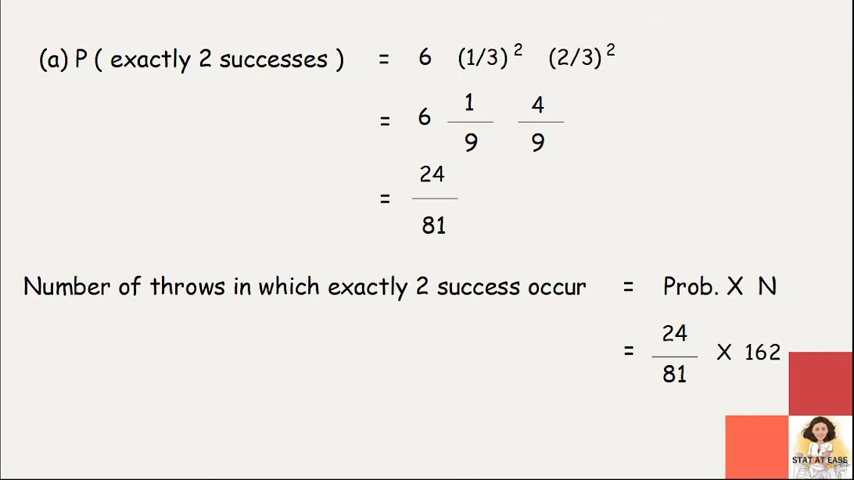 (a) P ( exactly 2 successes ) = 6 (1/3)² (2/3)²
= 6 1/9 4/9
= 24/81
Number of throws in which exactly 2 success occur = Prob. X N
= 24/81 X 162
STAT AT EASE